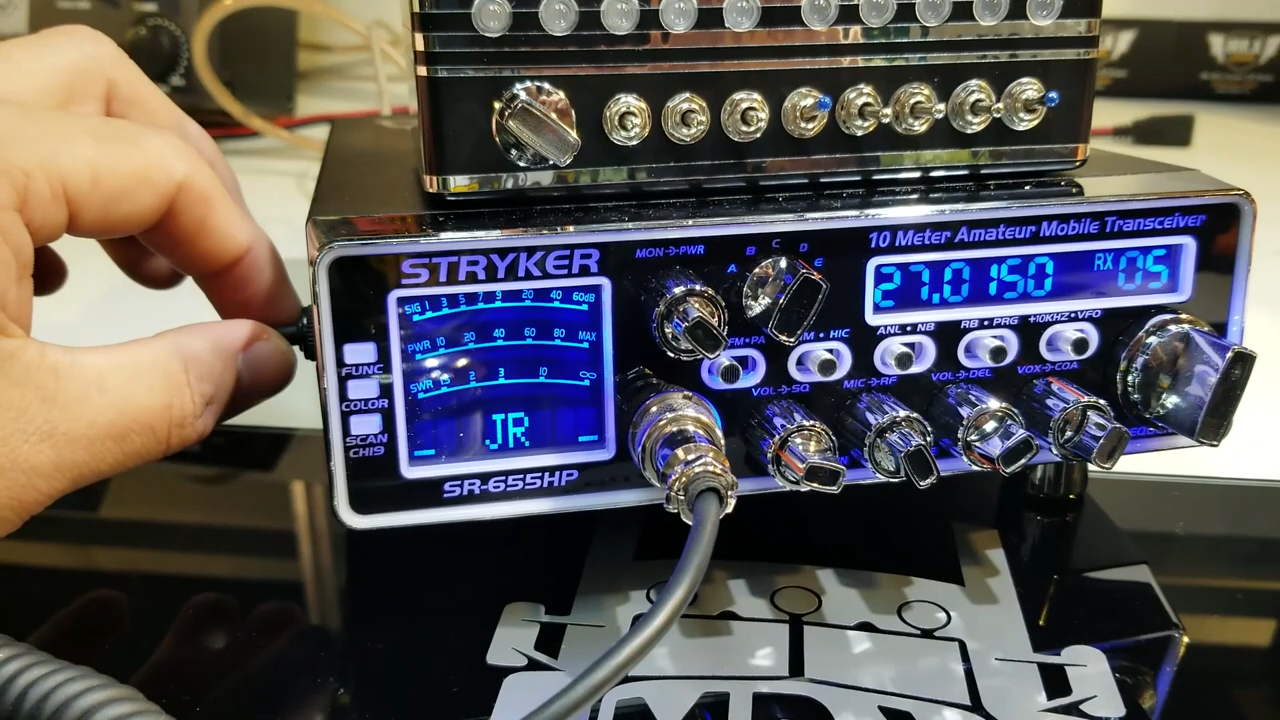 STRYKER
MON→PWR
A B C D E
10 Meter Amateur Mobile Transceiver
27.0150 RX 05
SIG 1 3 5 7 9 20 40 60dB
PWR 10 20 40 60 80 MAX
SWR 1.5 2 3 10 ∞
JR
FUNC
COLOR
SCAN
CH19
FM•PA
ANL•NB
RB•PRG
+10KHZ•VFO
HIC
VOL→SQ
MIC→RF
VOL→DEL
VOX→COA
SR-655HP